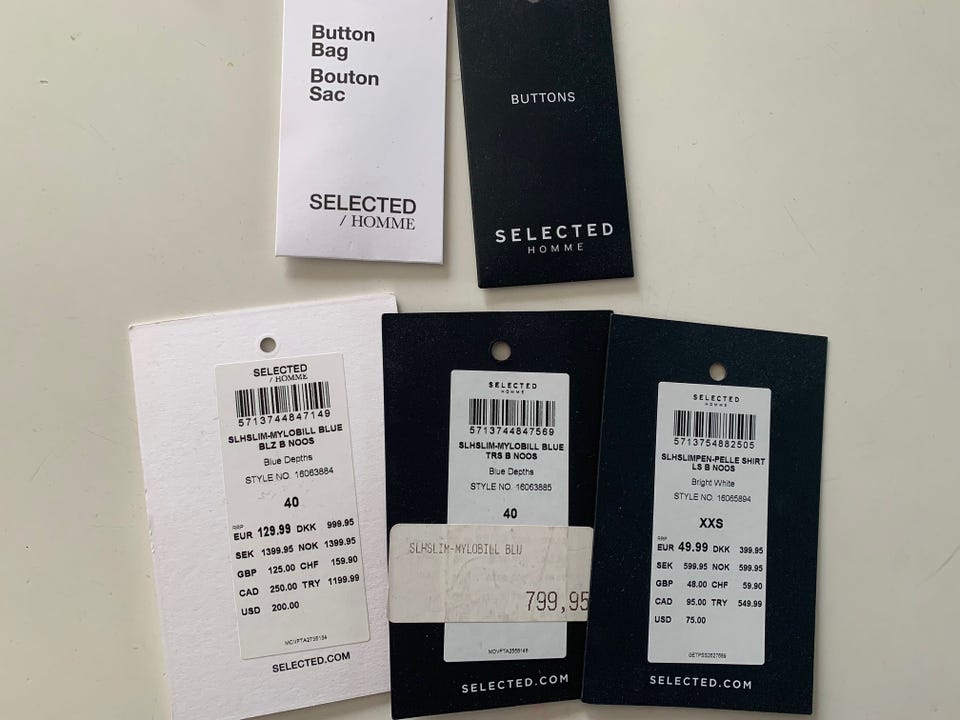 Button
Bag
Bouton
Sac
SELECTED
/ HOMME
BUTTONS
SELECTED
HOMME
SELECTED
/ HOMME
5713744847149
SLHSLIM-MYLOBILL BLUE
BLZ B NOOS
Blue Depths
STYLE NO. 16063884
40
RRP
EUR 129.99 DKK 999.95
SEK 1399.95 NOK 1399.95
GBP 125.00 CHF 159.90
CAD 250.00 TRY 1199.99
USD 200.00
SELECTED.COM
SELECTED
HOMME
5713744847569
SLHSLIM-MYLOBILL BLUE
TRS B NOOS
Blue Depths
STYLE NO. 16063885
40
SLHSLIM-MYLOBILL BLU
799,95
SELECTED.COM
SELECTED
HOMME
5713754882505
SLHSLIMPEN-PELLE SHIRT
LS B NOOS
Bright White
STYLE NO. 16065894
XXS
RRP
EUR 49.99 DKK 399.95
SEK 599.95 NOK 599.95
GBP 48.00 CHF 59.90
CAD 95.00 TRY 549.99
USD 75.00
SELECTED.COM